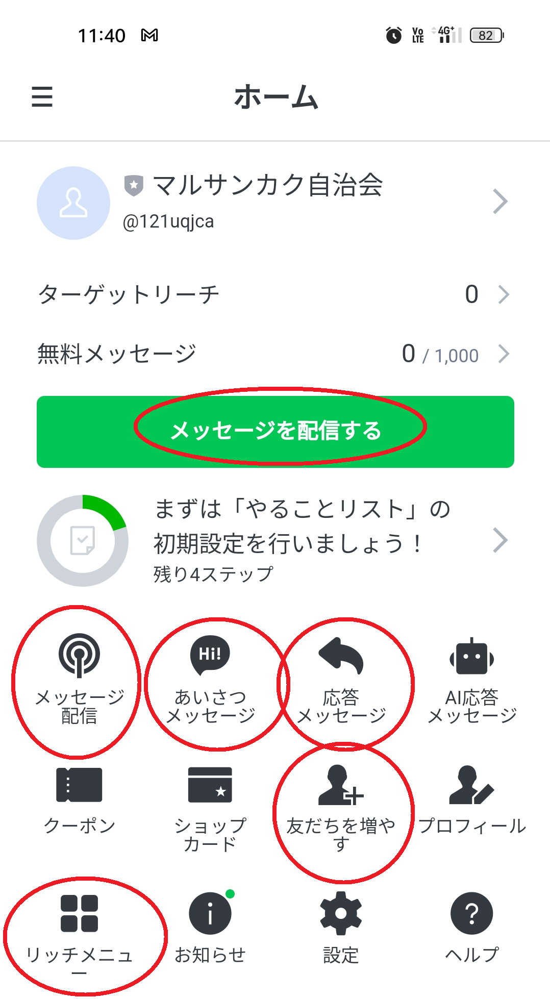 11:40
Vo
LTE
4G+
82
ホーム
マルサンカク自治会
@121uqjca
ターゲットリーチ
0
無料メッセージ
0 / 1,000
メッセージを配信する
まずは「やることリスト」の
初期設定を行いましょう！
残り4ステップ
Hi!
メッセージ
配信
あいさつ
メッセージ
応答
メッセージ
AI応答
メッセージ
クーポン
ショップ
カード
友だちを増や
す
プロフィール
リッチメニュ
ー
お知らせ
設定
ヘルプ